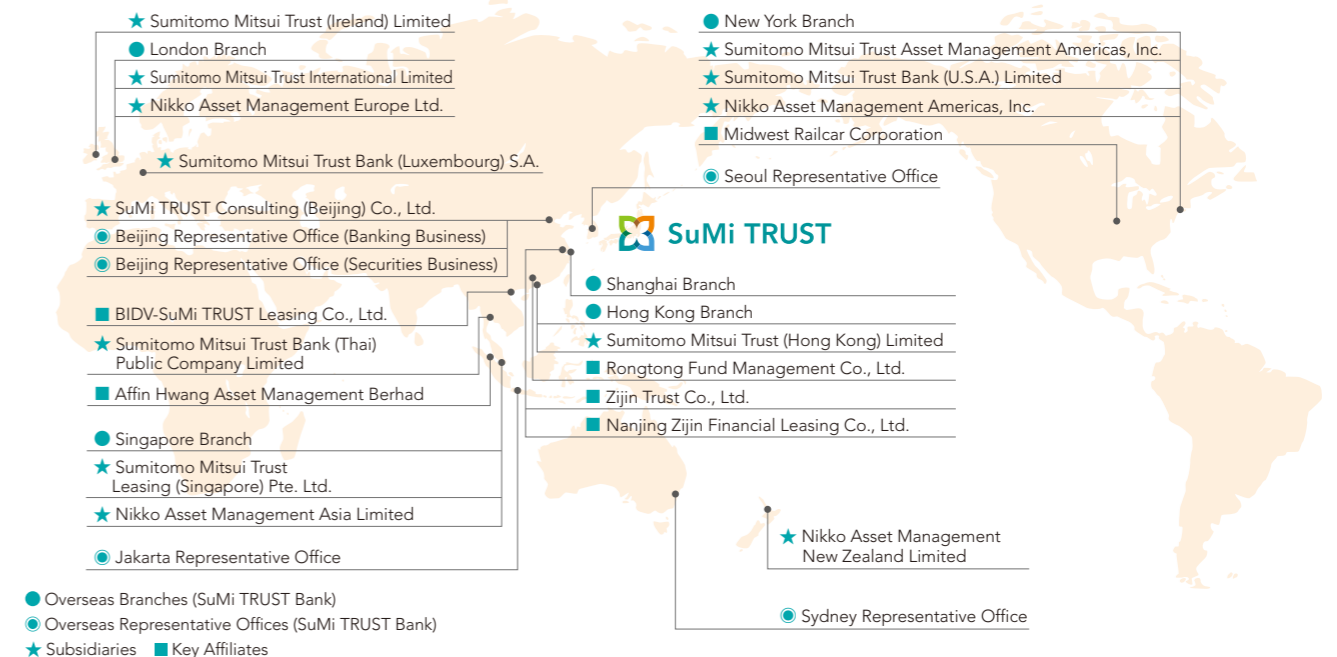 Sumitomo Mitsui Trust (Ireland) Limited
London Branch
Sumitomo Mitsui Trust International Limited
Nikko Asset Management Europe Ltd.
Sumitomo Mitsui Trust Bank (Luxembourg) S.A.
SuMi TRUST Consulting (Beijing) Co., Ltd.
Beijing Representative Office (Banking Business)
Beijing Representative Office (Securities Business)
BIDV-SuMi TRUST Leasing Co., Ltd.
Sumitomo Mitsui Trust Bank (Thai)
Public Company Limited
Affin Hwang Asset Management Berhad
Singapore Branch
Sumitomo Mitsui Trust
Leasing (Singapore) Pte. Ltd.
Nikko Asset Management Asia Limited
Jakarta Representative Office
New York Branch
Sumitomo Mitsui Trust Asset Management Americas, Inc.
Sumitomo Mitsui Trust Bank (U.S.A.) Limited
Nikko Asset Management Americas, Inc.
Midwest Railcar Corporation
Seoul Representative Office
SuMi TRUST
Shanghai Branch
Hong Kong Branch
Sumitomo Mitsui Trust (Hong Kong) Limited
Rongtong Fund Management Co., Ltd.
Zijin Trust Co., Ltd.
Nanjing Zijin Financial Leasing Co., Ltd.
Nikko Asset Management
New Zealand Limited
Sydney Representative Office
Overseas Branches (SuMi TRUST Bank)
Overseas Representative Offices (SuMi TRUST Bank)
Subsidiaries Key Affiliates